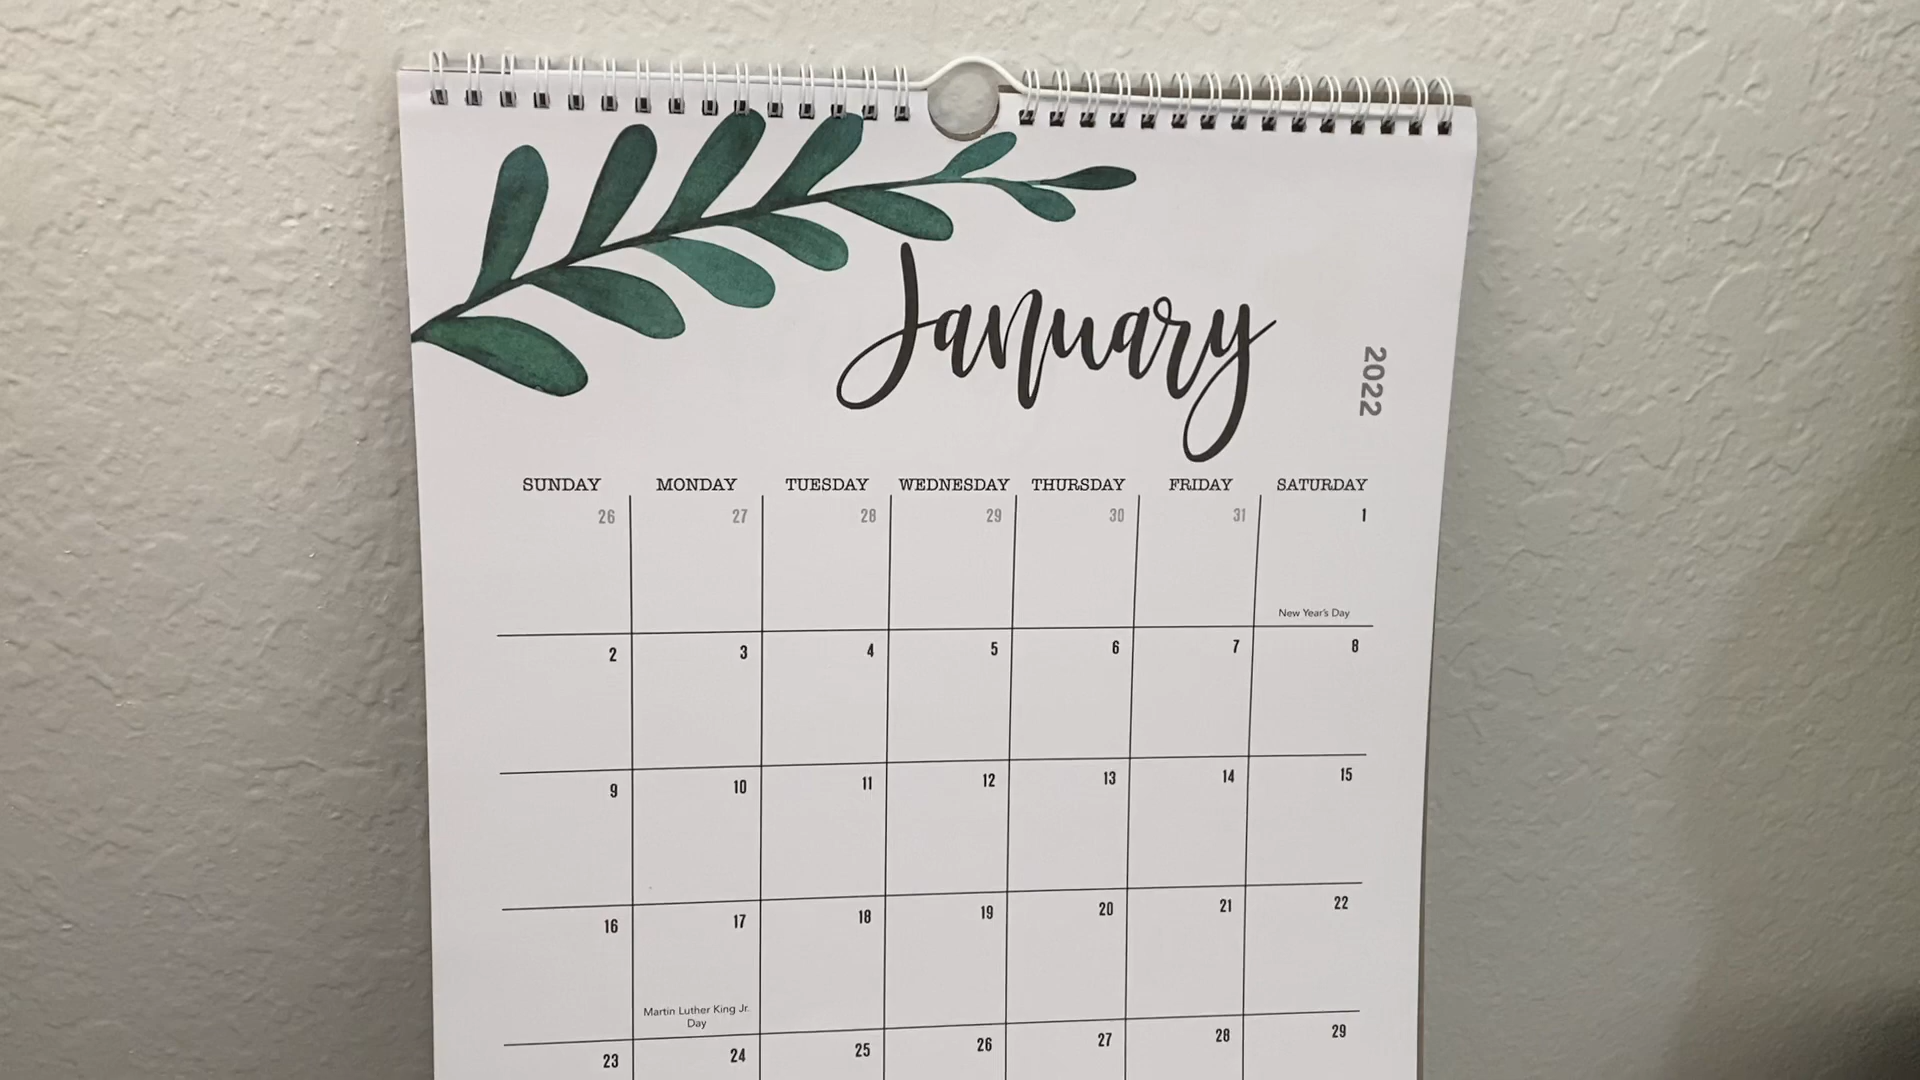 January
2022
SUNDAY MONDAY TUESDAY WEDNESDAY THURSDAY FRIDAY SATURDAY
26 27 28 29 30 31 1
New Year's Day
2 3 4 5 6 7 8
9 10 11 12 13 14 15
16 17 18 19 20 21 22
Martin Luther King Jr.
Day
23 24 25 26 27 28 29